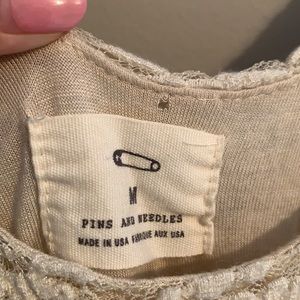 M
PINS AND NEEDLES
MADE IN USA FABRIQUE AUX USA